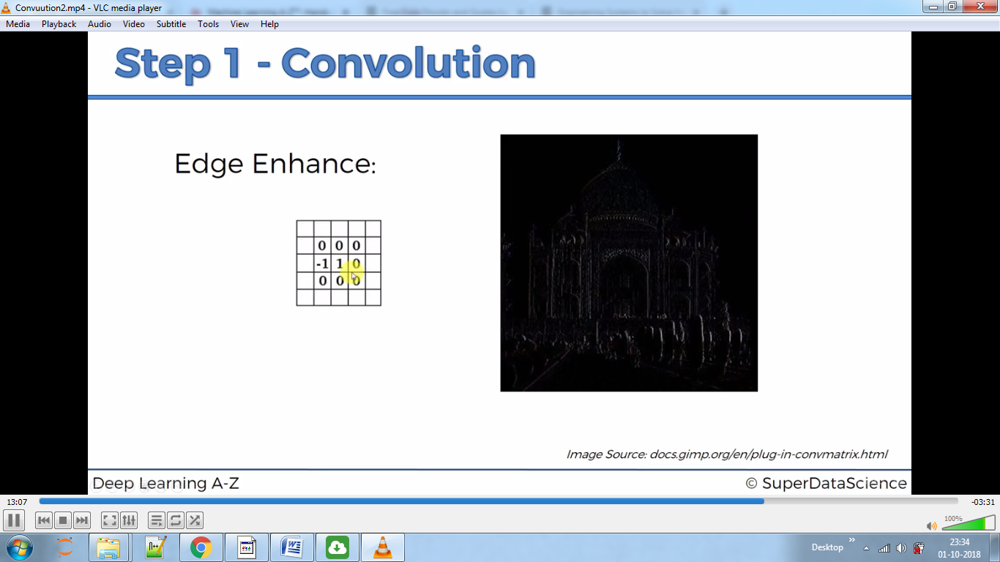 Convuution2.mp4 - VLC media player
Media Playback Audio Video Subtitle Tools View Help
Step 1 - Convolution
Edge Enhance:
0 0 0
-1 1 0
0 0 0
Image Source: docs.gimp.org/en/plug-in-convmatrix.html
Deep Learning A-Z
© SuperDataScience
13:07
-03:31
100%
Desktop
23:34
01-10-2018